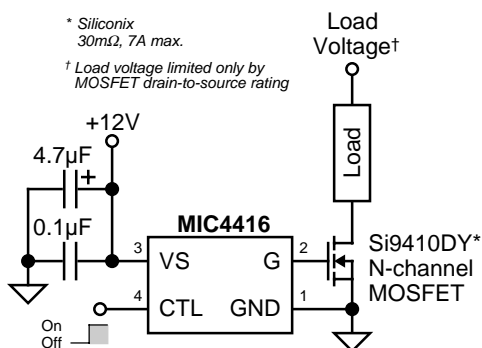 * Siliconix
30mΩ, 7A max.
† Load voltage limited only by
MOSFET drain-to-source rating
Load
Voltage†
+12V
4.7µF
+
Load
0.1µF
MIC4416
3
VS
G
2
Si9410DY*
N-channel
MOSFET
4
CTL
GND
1
On
Off